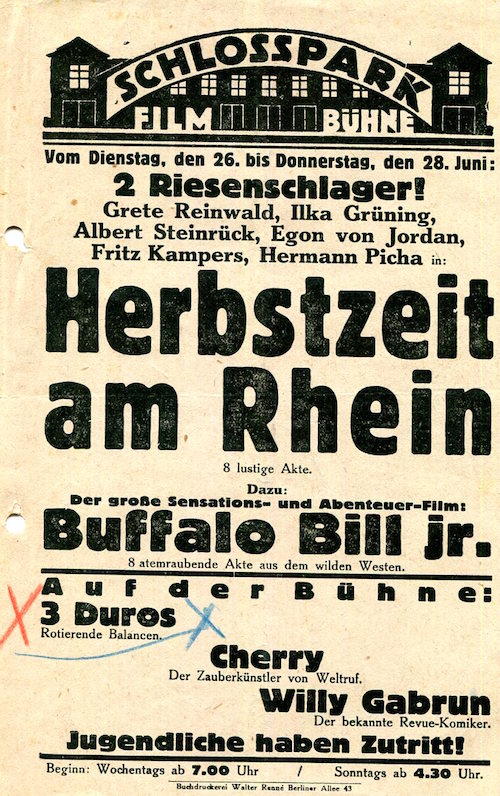 SCHLOSSPARK
FILM BÜHNE
Vom Dienstag, den 26. bis Donnerstag, den 28. Juni:
2 Riesenschlager!
Grete Reinwald, Ilka Grüning,
Albert Steinrück, Egon von Jordan,
Fritz Kampers, Hermann Picha in:
Herbstzeit
am Rhein
8 lustige Akte.
Dazu:
Der große Sensations- und Abenteuer-Film:
Buffalo Bill jr.
8 atemraubende Akte aus dem wilden Westen.
Auf der Bühne:
3 Duros
Rotierende Balancen.
Cherry
Der Zauberkünstler von Weltruf.
Willy Gabrun
Der bekannte Revue-Komiker.
Jugendliche haben Zutritt!
Beginn: Wochentags ab 7.00 Uhr / Sonntags ab 4.30 Uhr.
Buchdruckerei Walter Renné Berliner Allee 43